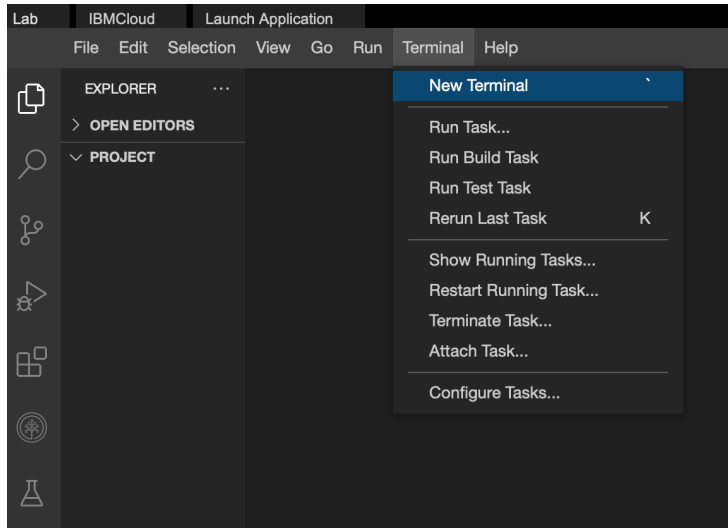 Lab IBMCloud Launch Application
File Edit Selection View Go Run Terminal Help
EXPLORER ...
OPEN EDITORS
PROJECT
New Terminal `
Run Task...
Run Build Task
Run Test Task
Rerun Last Task K
Show Running Tasks...
Restart Running Task...
Terminate Task...
Attach Task...
Configure Tasks...